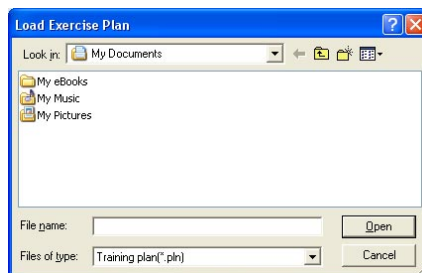 Load Exercise Plan
Look in: My Documents
My eBooks
My Music
My Pictures
File name: Open
Files of type: Training plan(*.pln) Cancel